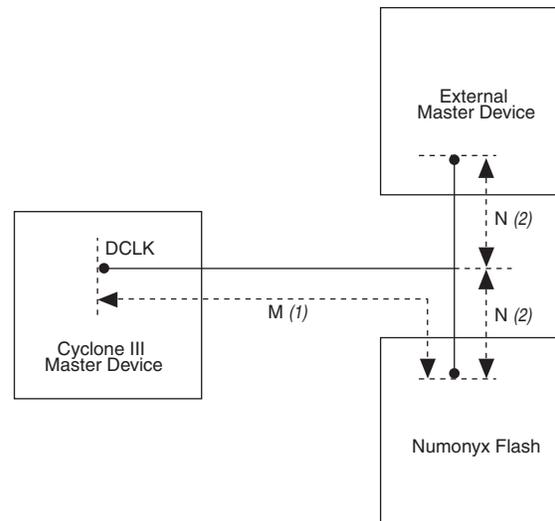 External
Master Device
N (2)
DCLK
M (1)
N (2)
Cyclone III
Master Device
Numonyx Flash